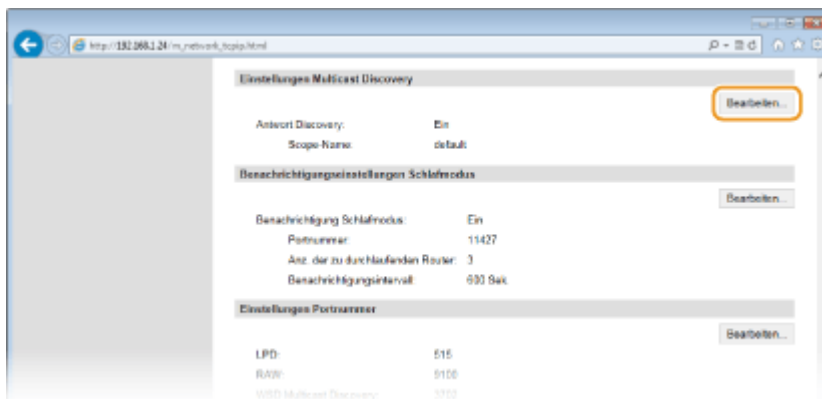 http://192.168.1.24/m_network_tcpip.html
Einstellungen Multicast Discovery
Bearbeiten...
Antwort Discovery: Ein
Scope-Name: default
Benachrichtigungseinstellungen Schlafmodus
Bearbeiten...
Benachrichtigung Schlafmodus: Ein
Portnummer: 11427
Anz. der zu durchlaufenden Router: 3
Benachrichtigungsintervall: 600 Sek.
Einstellungen Portnummer
Bearbeiten...
LPD: 515
RAW: 9100
WSD Multicast Discovery: 3702